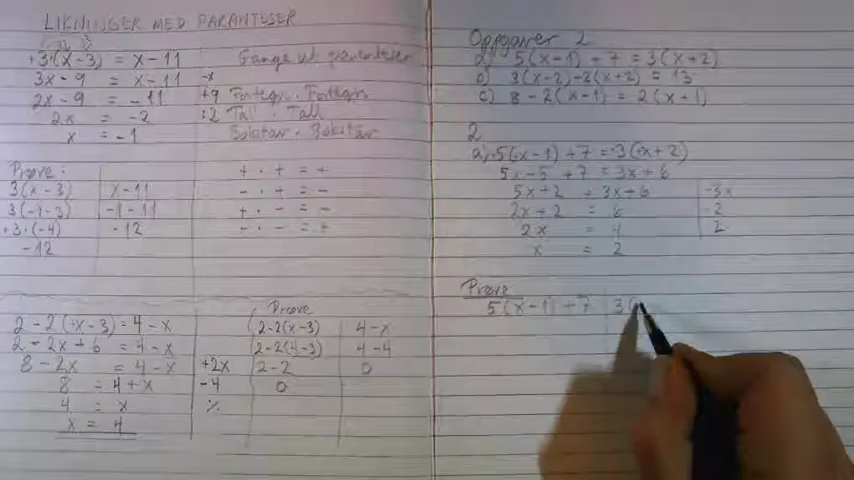 LIKNINGER MED PARANTESER
+3·(x-3) = x-11 Gange ut parenteser
3x-9 = x-11 -x
2x-9 = -11 +9 Fortegn · Fortegn
2x = -2 :2 Tall · Tall
x = -1 Bokstav · Bokstav
Prøve:
3(x-3) x-11
3(-1-3) -1-11
+3·(-4) -12
-12
+ · + = +
- · + = -
+ · - = -
- · - = +
2-2(+x-3) = 4-x
2-2x+6 = 4-x
8-2x = 4-x +2x
8 = 4+x -4
4 = x
x = 4
Prøve
2-2(x-3) 4-x
2-2(4-3) 4-4
2-2 0
0
Oppgaver 2
a) 5(x-1)+7 = 3(x+2)
b) 3(x-2)-2(x+2) = 13
c) 8-2(x-1) = 2(x+1)
2
a) 5(x-1)+7 = 3(x+2)
5x-5+7 = 3x+6
5x+2 = 3x+6 -3x
2x+2 = 6 -2
2x = 4 2
x = 2
Prøve
5(x-1)+7 3(